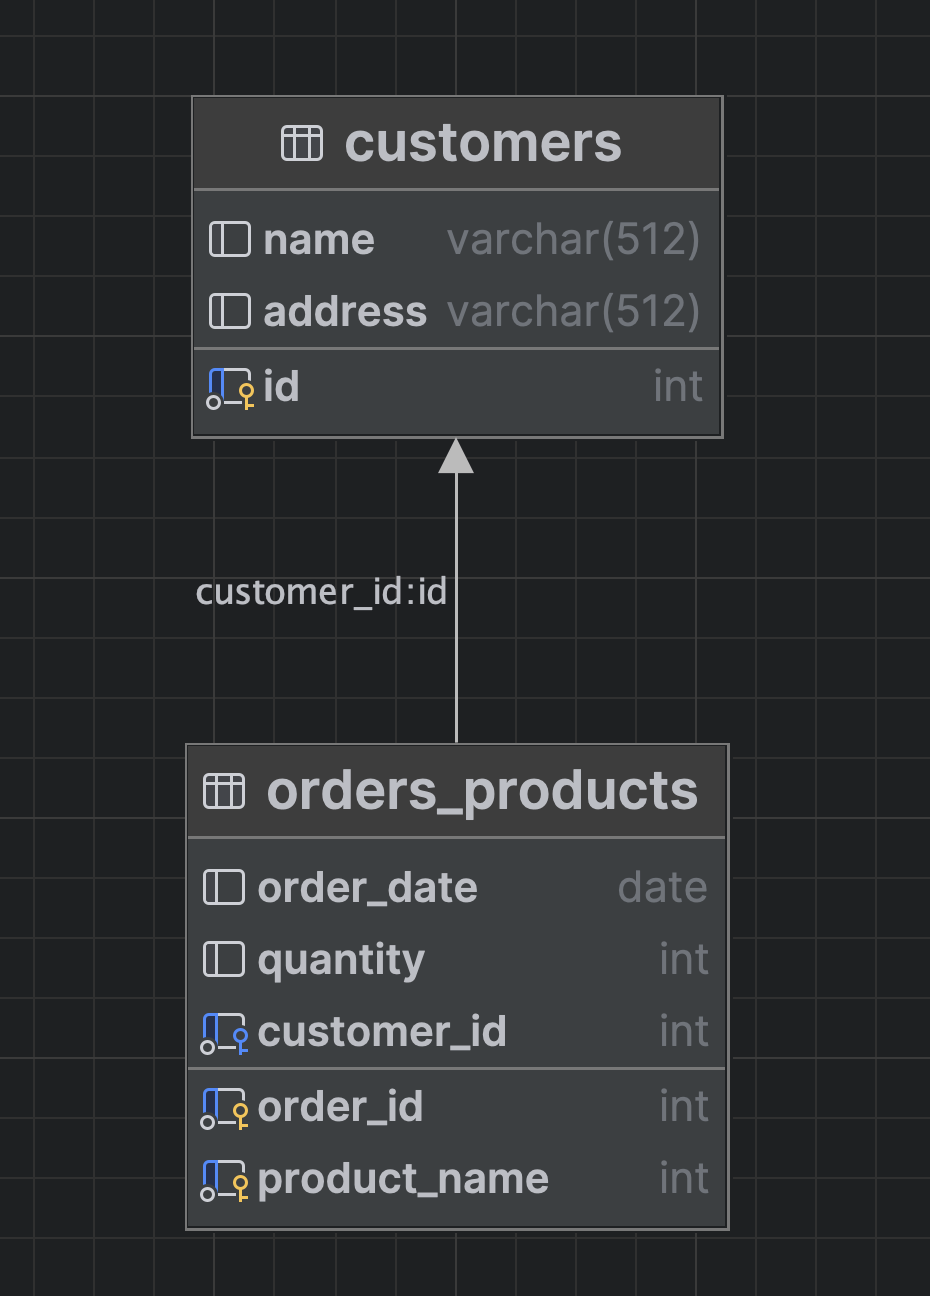 customers
name varchar(512)
address varchar(512)
id int
customer_id:id
orders_products
order_date date
quantity int
customer_id int
order_id int
product_name int